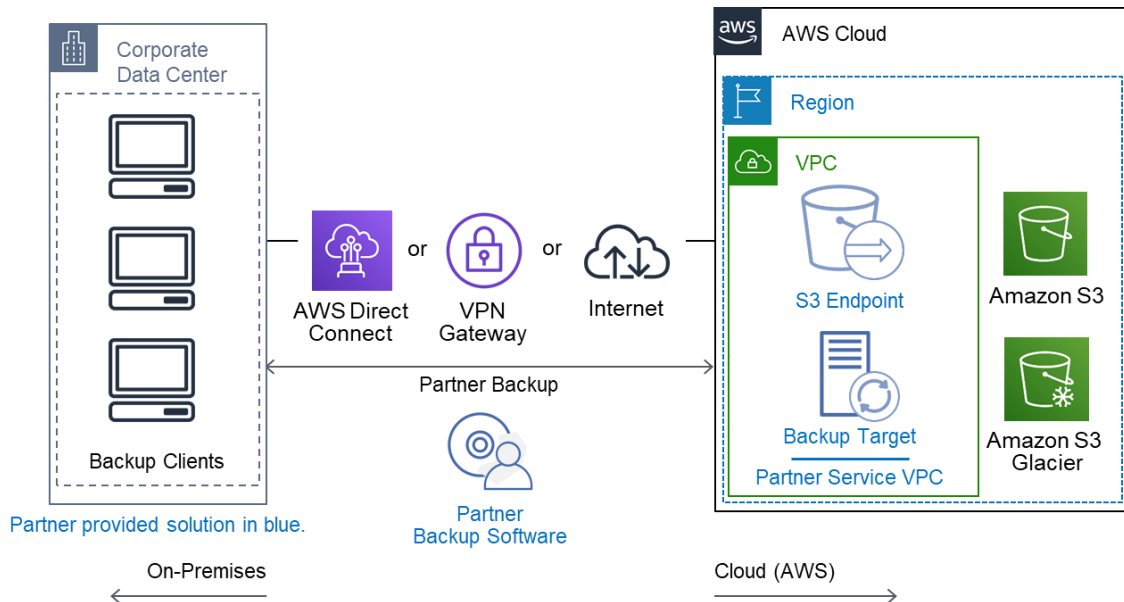 Corporate
Data Center
Backup Clients
Partner provided solution in blue.
On-Premises
AWS Direct
Connect
or
VPN
Gateway
or
Internet
Partner Backup
Partner
Backup Software
aws
AWS Cloud
Region
VPC
S3 Endpoint
Backup Target
Partner Service VPC
Amazon S3
Amazon S3
Glacier
Cloud (AWS)